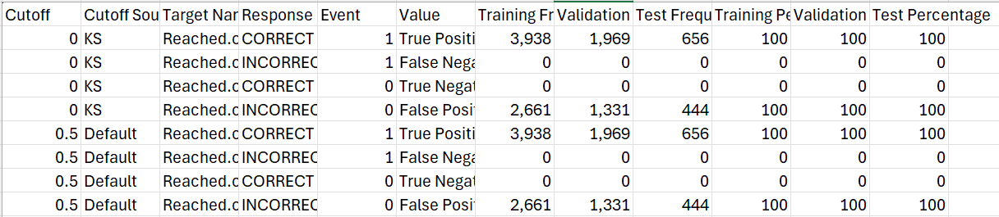 Cutoff Cutoff Sou Target Nar Response Event Value Training Fr Validation Test Frequ Training Pe Validation Test Percentage
0 KS Reached.c CORRECT 1 True Positi 3,938 1,969 656 100 100 100
0 KS Reached.c INCORREC 1 False Nega 0 0 0 0 0 0
0 KS Reached.c CORRECT 0 True Negat 0 0 0 0 0 0
0 KS Reached.c INCORREC 0 False Posi 2,661 1,331 444 100 100 100
0.5 Default Reached.c CORRECT 1 True Positi 3,938 1,969 656 100 100 100
0.5 Default Reached.c INCORREC 1 False Nega 0 0 0 0 0 0
0.5 Default Reached.c CORRECT 0 True Negat 0 0 0 0 0 0
0.5 Default Reached.c INCORREC 0 False Posi 2,661 1,331 444 100 100 100